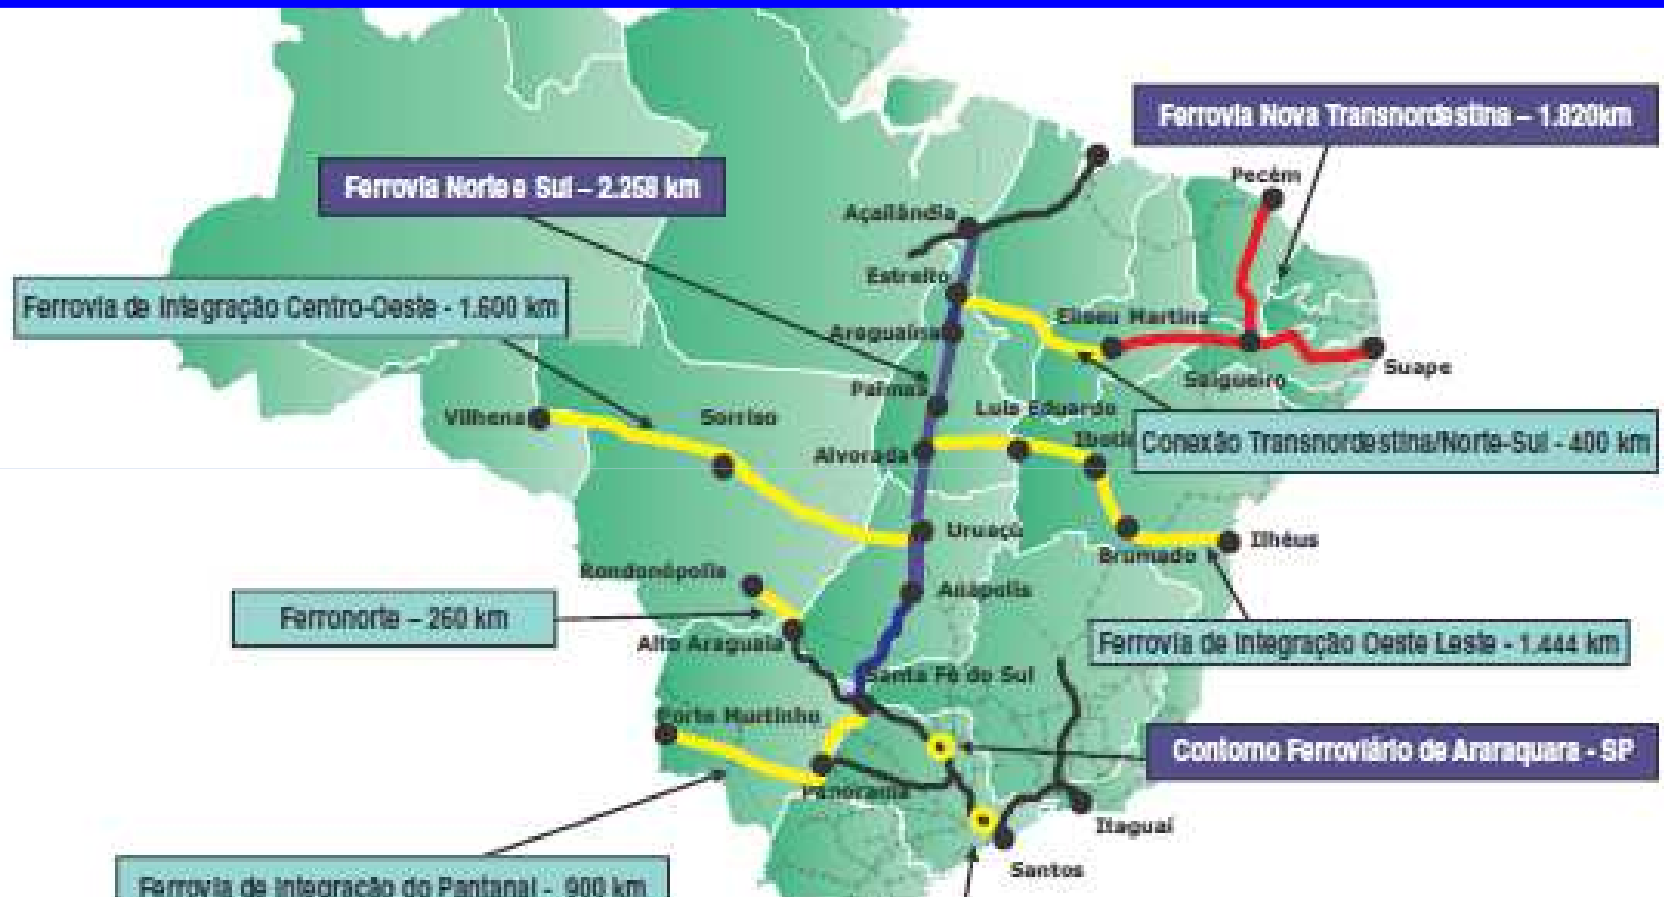 Ferrovia Nova Transnordestina – 1.820km
Pecém
Ferrovia Norte e Sul – 2.258 km
Açailândia
Estreito
Ferrovia de Integração Centro-Oeste - 1.600 km
Eliseu Martins
Araguaína
Suape
Salgueiro
Palmas
Luis Eduardo
Vilhena
Sorriso
Conexão Transnordestina/Norte-Sul - 400 km
Alvorada
Uruaçú
Ilhéus
Brumado
Rondonópolis
Anápolis
Ferronorte – 260 km
Alto Araguaia
Ferrovia de Integração Oeste Leste - 1.444 km
Santa Fé do Sul
Porto Murtinho
Contorno Ferroviário de Araraquara - SP
Panorama
Itaguaí
Santos
Ferrovia de Integração do Pantanal - 900 km